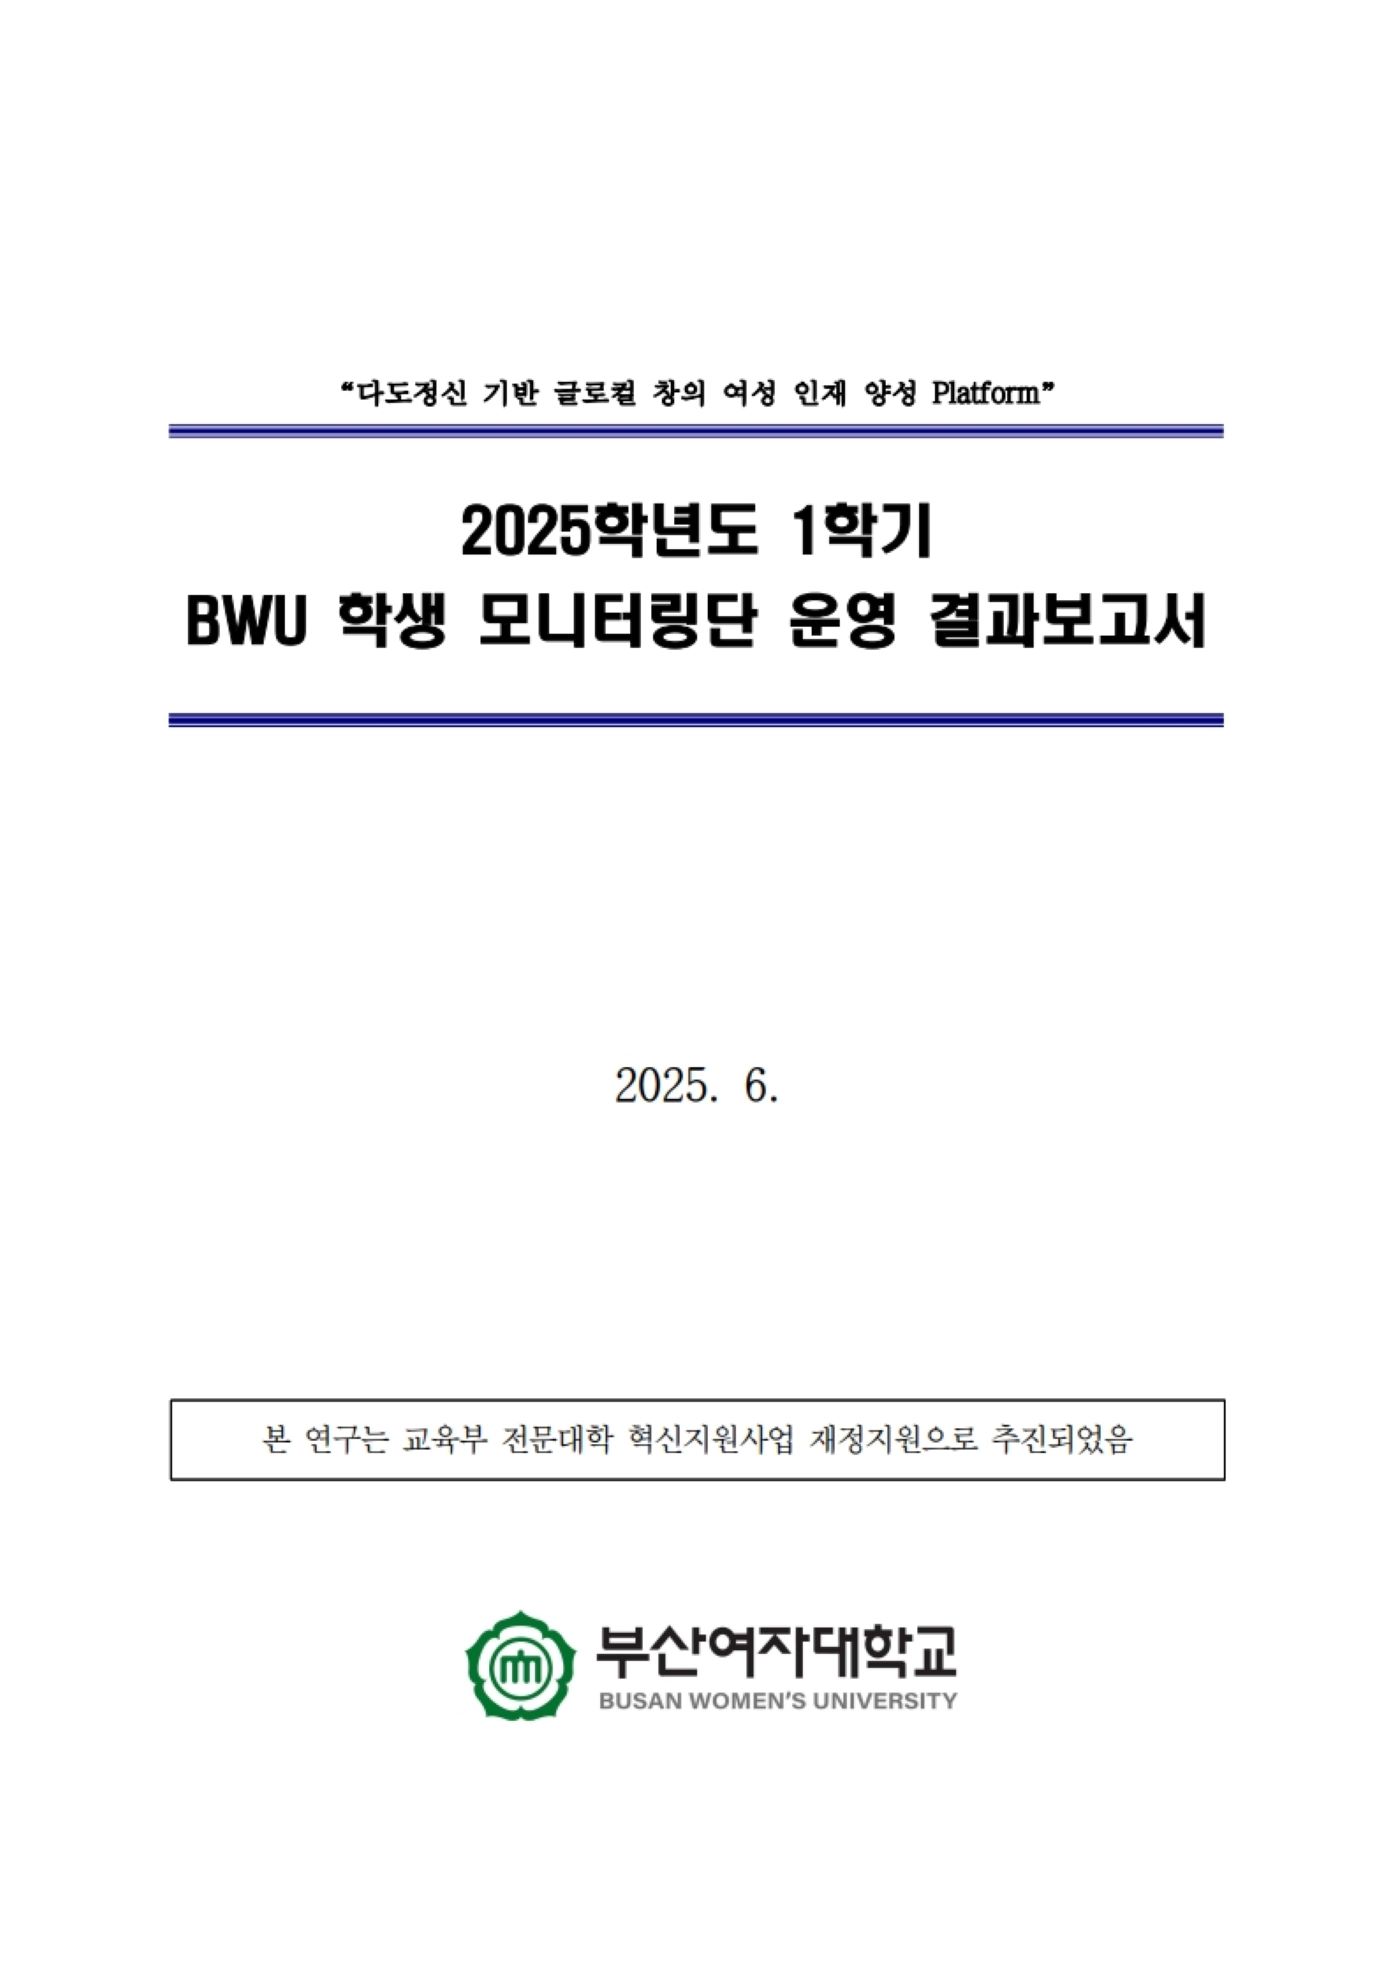 “다도정신 기반 글로컬 창의 여성 인재 양성 Platform”
2025학년도 1학기
BWU 학생 모니터링단 운영 결과보고서
2025. 6.
본 연구는 교육부 전문대학 혁신지원사업 재정지원으로 추진되었음
부산여자대학교
BUSAN WOMEN'S UNIVERSITY